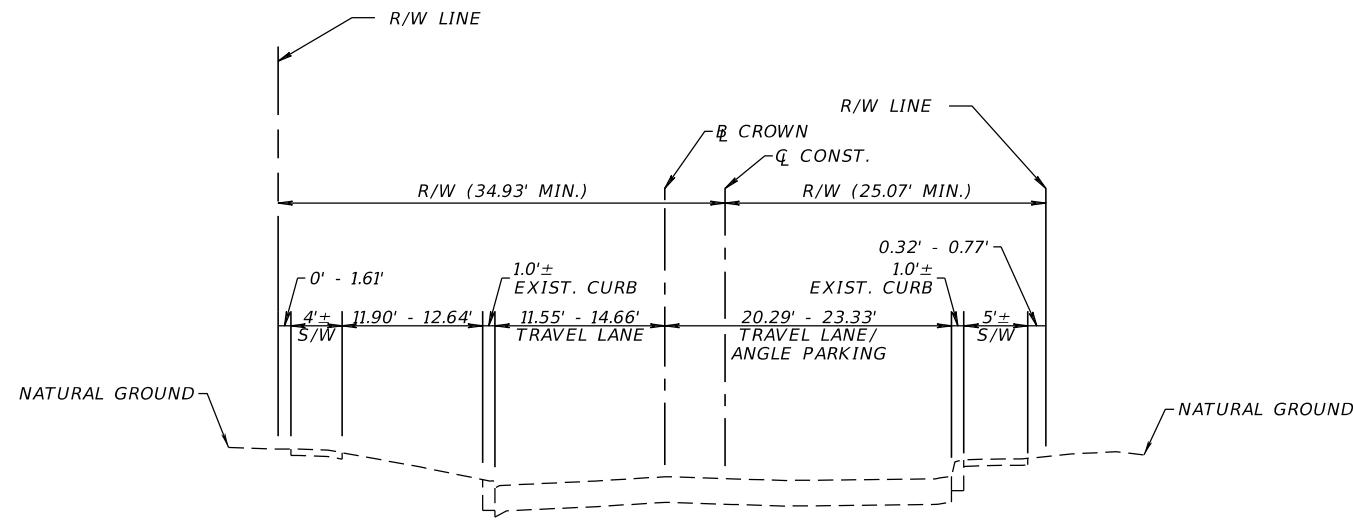 R/W LINE
R/W LINE
BL CROWN
CL CONST.
R/W (34.93' MIN.)
R/W (25.07' MIN.)
0.32' - 0.77'
0' - 1.61'
1.0'±
EXIST. CURB
1.0'±
EXIST. CURB
4'±
S/W
11.90' - 12.64'
11.55' - 14.66'
TRAVEL LANE
20.29' - 23.33'
TRAVEL LANE/
ANGLE PARKING
5'±
S/W
NATURAL GROUND
NATURAL GROUND